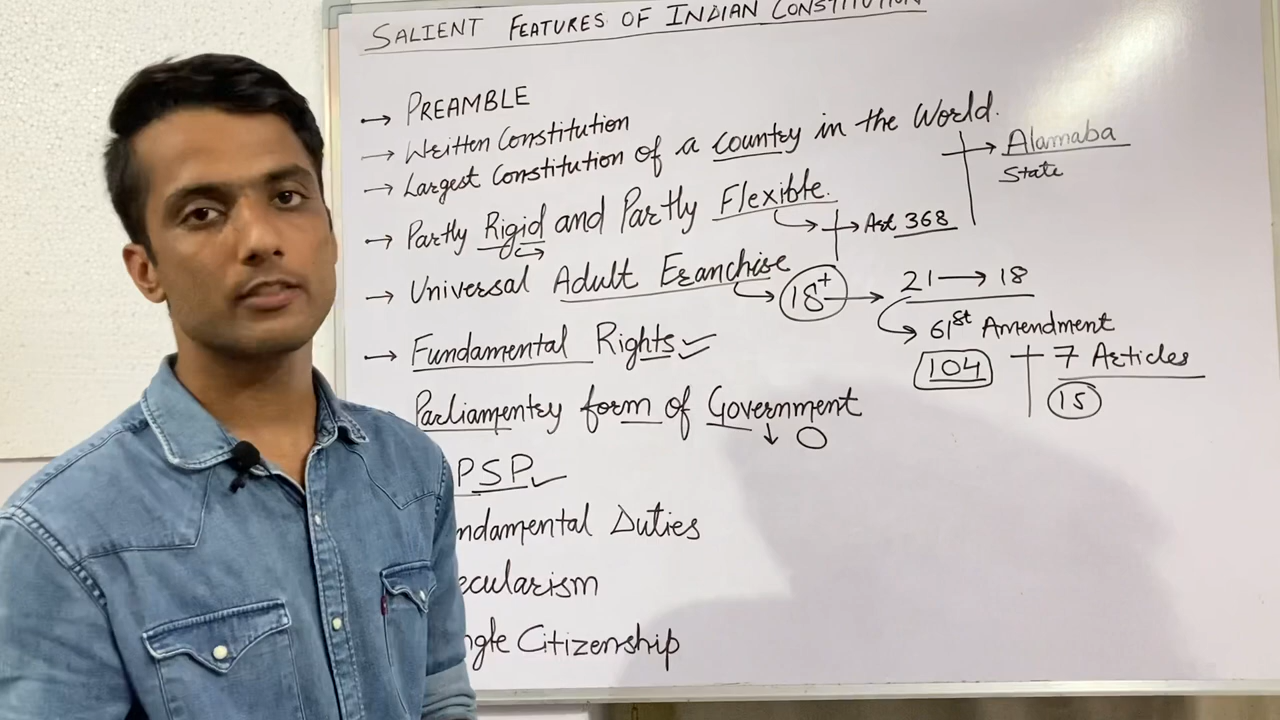 SALIENT FEATURES OF INDIAN CONSTITUTION
→ PREAMBLE
→ Written Constitution
→ Largest Constitution of a country in the World.
→ Alamaba
State
→ Partly Rigid and Partly Flexible.
→ Art 368
→ Universal Adult Franchise
18+ → 21 → 18
→ 61st Amendment
→ Fundamental Rights
104
7 Articles
15
Parliamentry form of Government
PSP
ndamental Duties
ecularism
ngle Citizenship